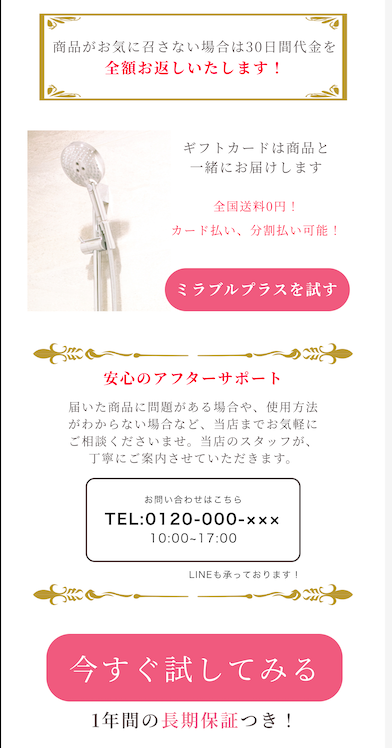 商品がお気に召さない場合は30日間代金を
全額お返しいたします！
ギフトカードは商品と
一緒にお届けします
全国送料0円！
カード払い、分割払い可能！
ミラブルプラスを試す
安心のアフターサポート
届いた商品に問題がある場合や、使用方法
がわからない場合など、当店までお気軽に
ご相談くださいませ。当店のスタッフが、
丁寧にご案内させていただきます。
お問い合わせはこちら
TEL:0120-000-×××
10:00~17:00
LINEも承っております！
今すぐ試してみる
1年間の長期保証つき！